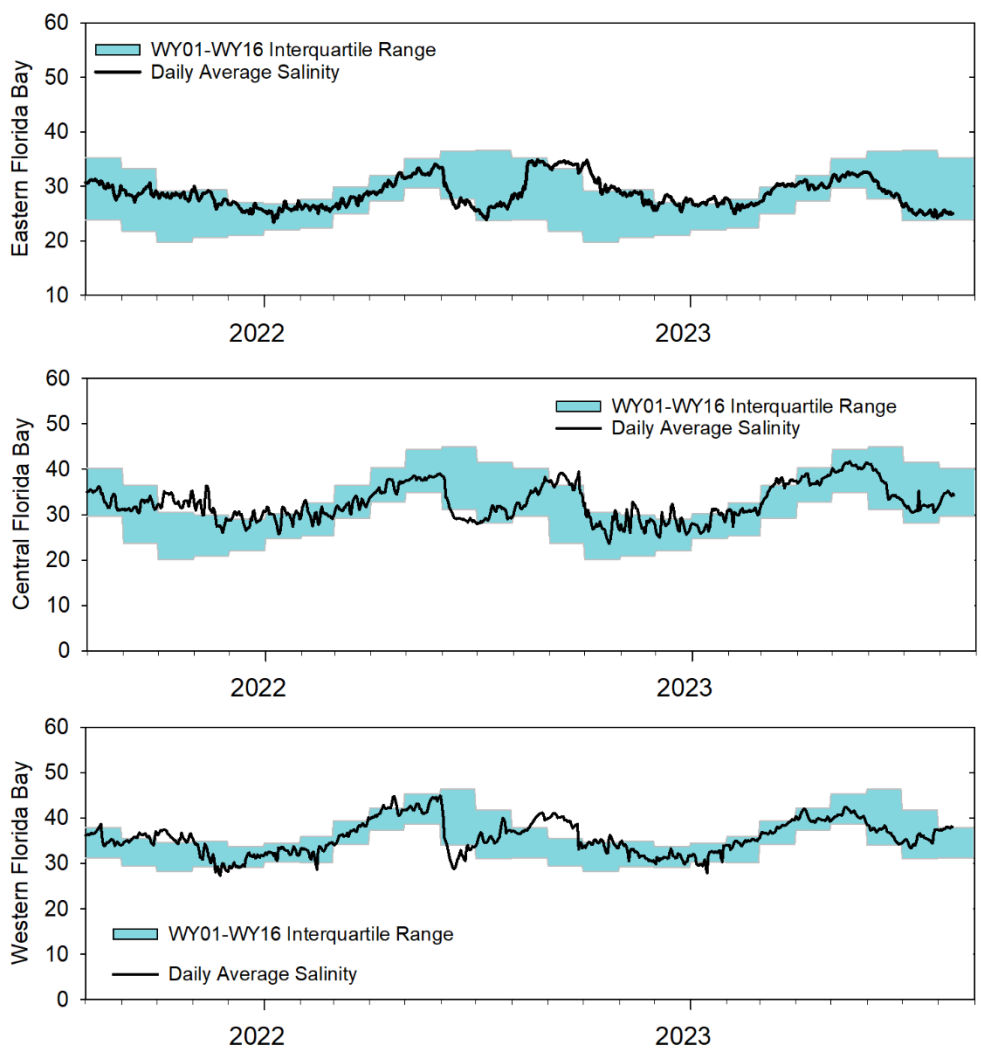 60
WY01-WY16 Interquartile Range
50
Daily Average Salinity
40
30
20
10
Eastern Florida Bay
2022
2023
60
50
WY01-WY16 Interquartile Range
Daily Average Salinity
40
30
20
10
0
Central Florida Bay
2022
2023
60
50
40
30
20
10
0
Western Florida Bay
WY01-WY16 Interquartile Range
Daily Average Salinity
2022
2023